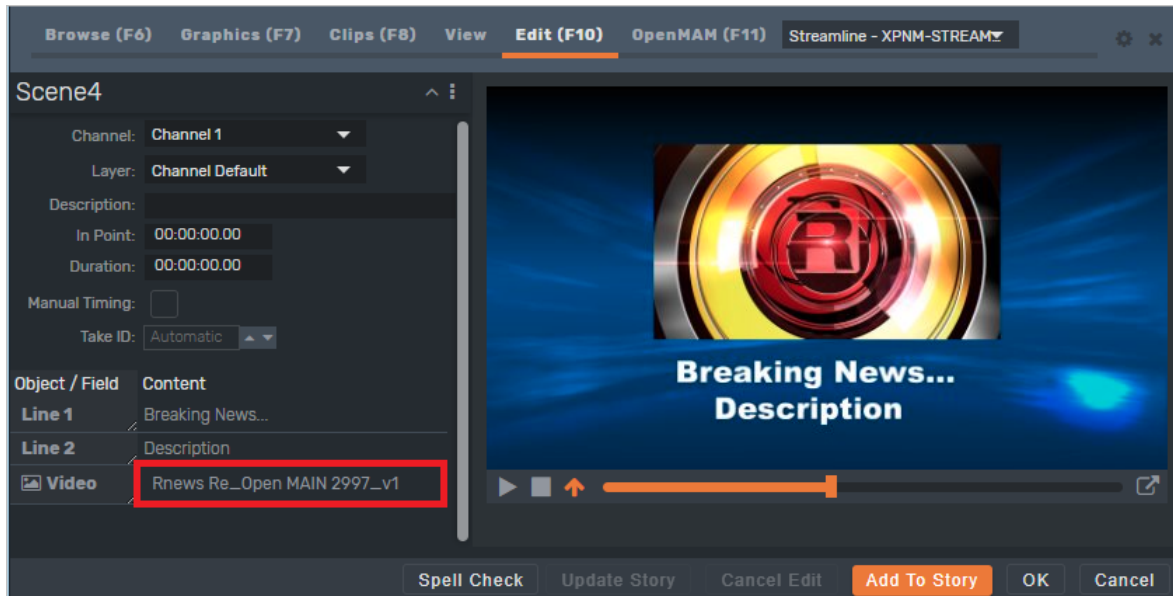 Browse (F6) Graphics (F7) Clips (F8) View Edit (F10) OpenMAM (F11) Streamline - XPNM-STREAM
Scene4
Channel: Channel 1
Layer: Channel Default
Description:
In Point: 00:00:00.00
Duration: 00:00:00.00
Manual Timing:
Take ID: Automatic
Object / Field Content
Line 1 Breaking News...
Line 2 Description
Video Rnews Re_Open MAIN 2997_v1
R
Breaking News...
Description
Spell Check Update Story Cancel Edit Add To Story OK Cancel